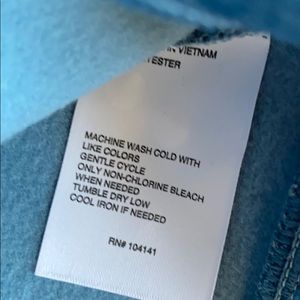 IN VIETNAM
MACHINE WASH COLD WITH
LIKE COLORS
GENTLE CYCLE
ONLY NON-CHLORINE BLEACH
WHEN NEEDED
TUMBLE DRY LOW
COOL IRON IF NEEDED
RN# 104141